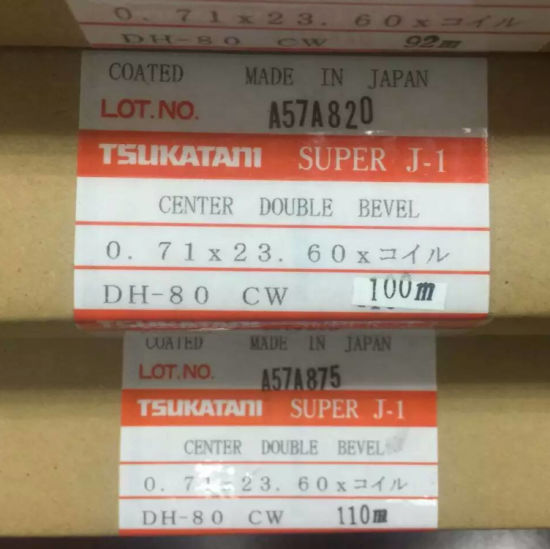 0. 71x23. 60xコイル
DH-80 CW 92m
COATED MADE IN JAPAN
LOT.NO. A57A820
TSUKATANI SUPER J-1
CENTER DOUBLE BEVEL
0. 71x23. 60xコイル
DH-80 CW 100m
TSUKATANI SUPER J-1
COATED MADE IN JAPAN
LOT.NO. A57A875
TSUKATANI SUPER J-1
CENTER DOUBLE BEVEL
0. 71x23. 60xコイル
DH-80 CW 110m